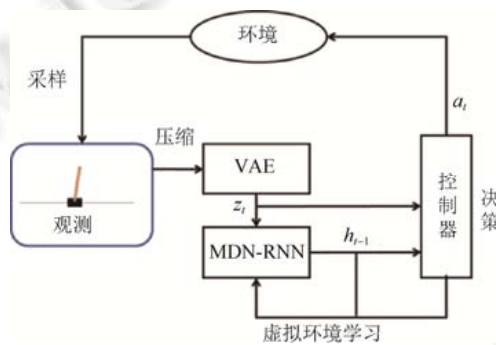 环境
采样
a_t
压缩
VAE
观测
z_t
控制器
决策
MDN-RNN
h_{t-1}
虚拟环境学习